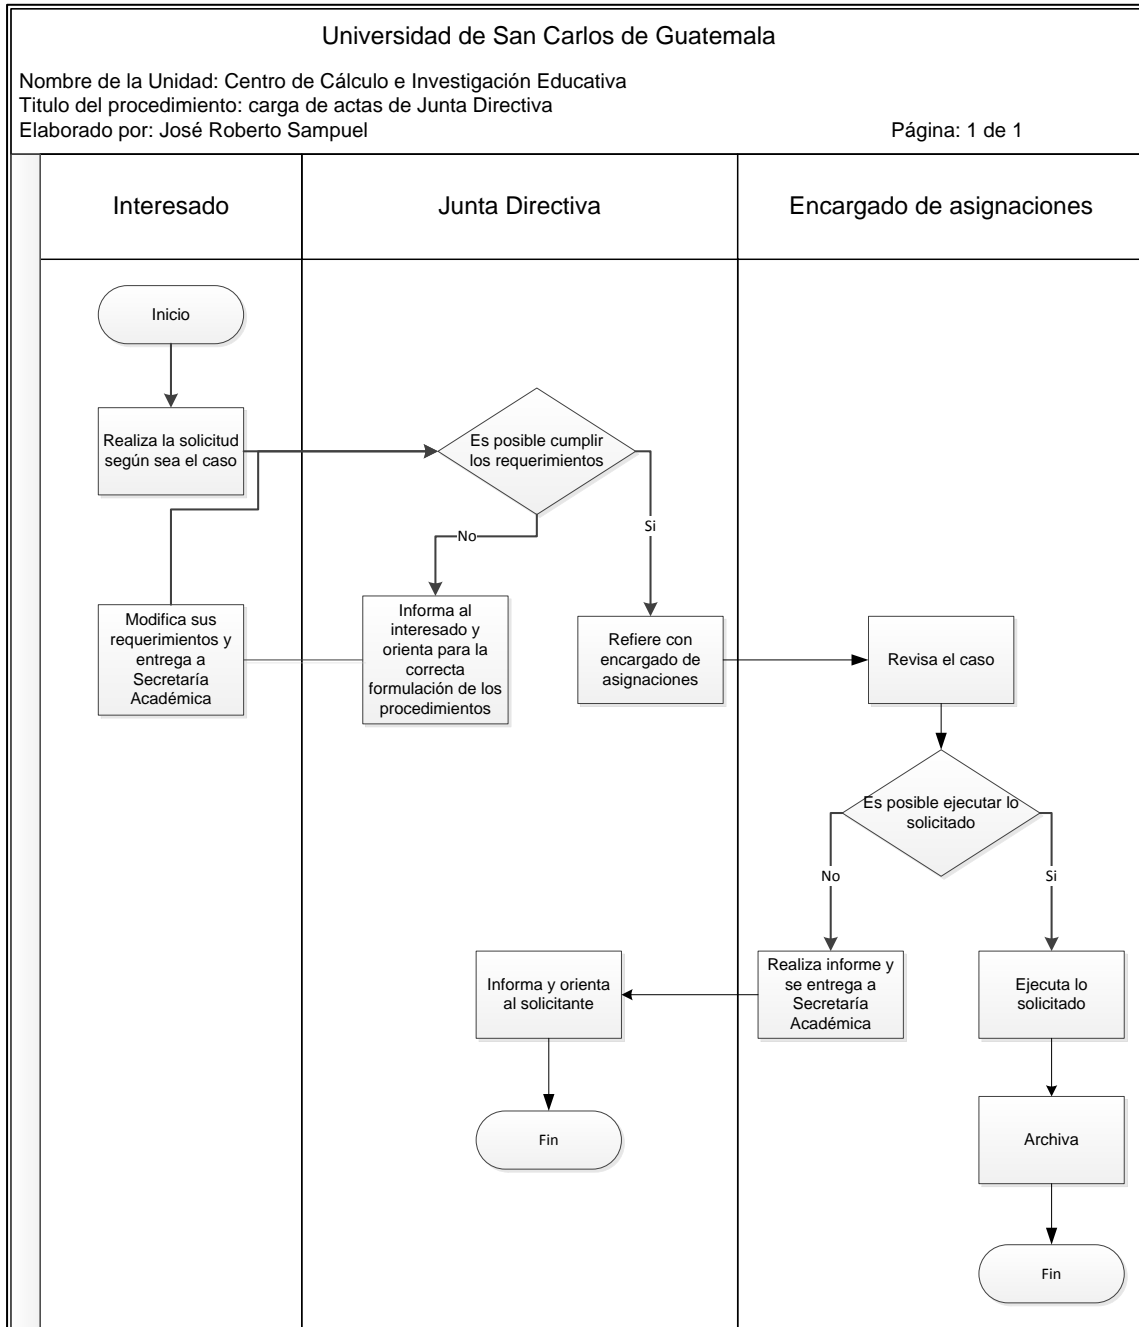 Universidad de San Carlos de Guatemala
Nombre de la Unidad: Centro de Cálculo e Investigación Educativa
Titulo del procedimiento: carga de actas de Junta Directiva
Elaborado por: José Roberto Sampuel
Página: 1 de 1
Interesado
Junta Directiva
Encargado de asignaciones
Inicio
Realiza la solicitud
según sea el caso
Es posible cumplir
los requerimientos
No
Si
Modifica sus
requerimientos y
entrega a
Secretaría
Académica
Informa al
interesado y
orienta para la
correcta
formulación de los
procedimientos
Refiere con
encargado de
asignaciones
Revisa el caso
Es posible ejecutar lo
solicitado
No
Si
Informa y orienta
al solicitante
Realiza informe y
se entrega a
Secretaría
Académica
Ejecuta lo
solicitado
Fin
Archiva
Fin